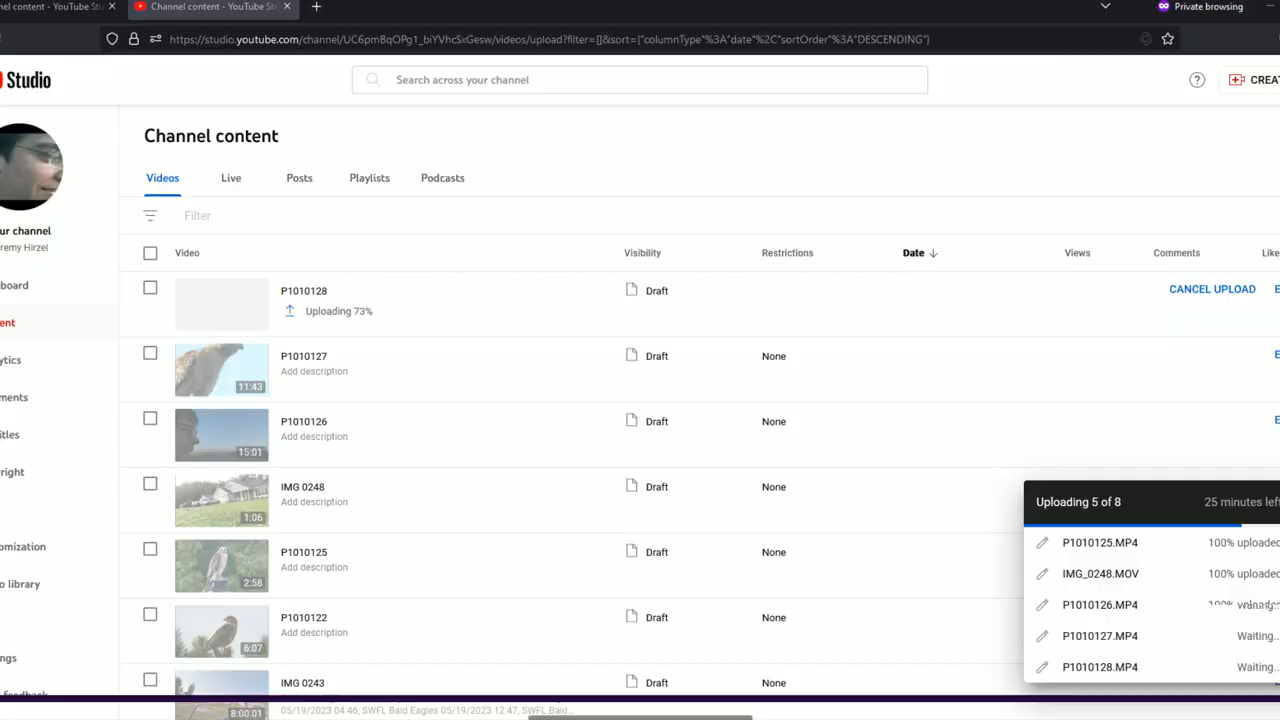 el content - YouTube Stu
Channel content - YouTube St
Private browsing
https://studio.youtube.com/channel/
/videos/upload?filter=[]&sort={"columnType"%3A"date"%2C"sortOrder"%3A"DESCENDING"}
Studio
Search across your channel
CREAT
Channel content
Videos
Live
Posts
Playlists
Podcasts
Filter
ur channel
remy Hirzel
Video
Visibility
Restrictions
Date
Views
Comments
Like
board
P1010128
Draft
CANCEL UPLOAD
E
Uploading 73%
ent
P1010127
Draft
None
E
Add description
11:43
ytics
ments
P1010126
Draft
None
E
Add description
15:01
itles
right
IMG 0248
Draft
None
Add description
1:06
Uploading 5 of 8
25 minutes left
omization
P1010125
Draft
None
Add description
2:58
P1010125.MP4
100% uploaded
o library
IMG_0248.MOV
100% uploaded
P1010122
Draft
None
Add description
6:07
P1010126.MP4
P1010127.MP4
Waiting...
ngs
P1010128.MP4
Waiting...
IMG 0243
Draft
None
feedback
8:00:01
05/19/2023 04.46, SWFL Bald Eagles 05/19/2023 12.47, SWFL Bald...